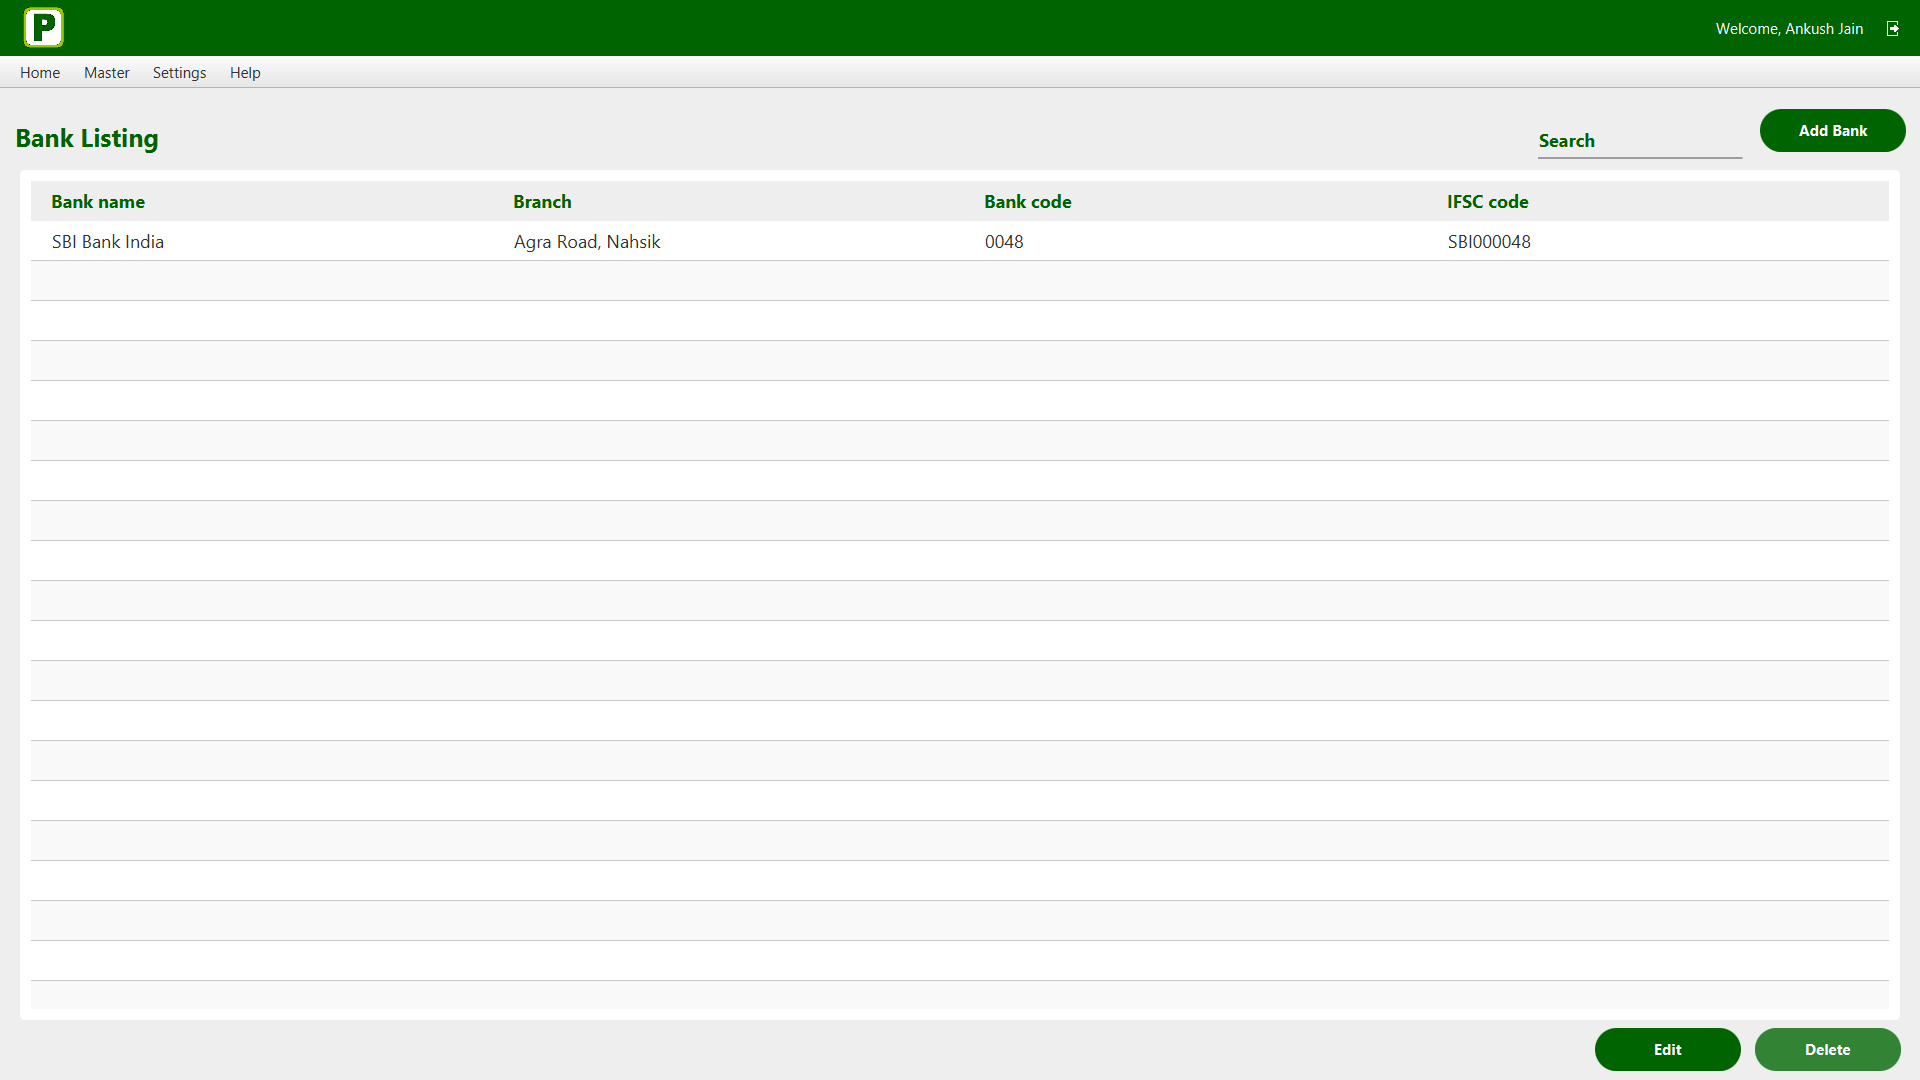 P
Welcome, Ankush Jain
Home Master Settings Help
Bank Listing
Search
Add Bank
Bank name Branch Bank code IFSC code
SBI Bank India Agra Road, Nahsik 0048 SBI000048
Edit Delete